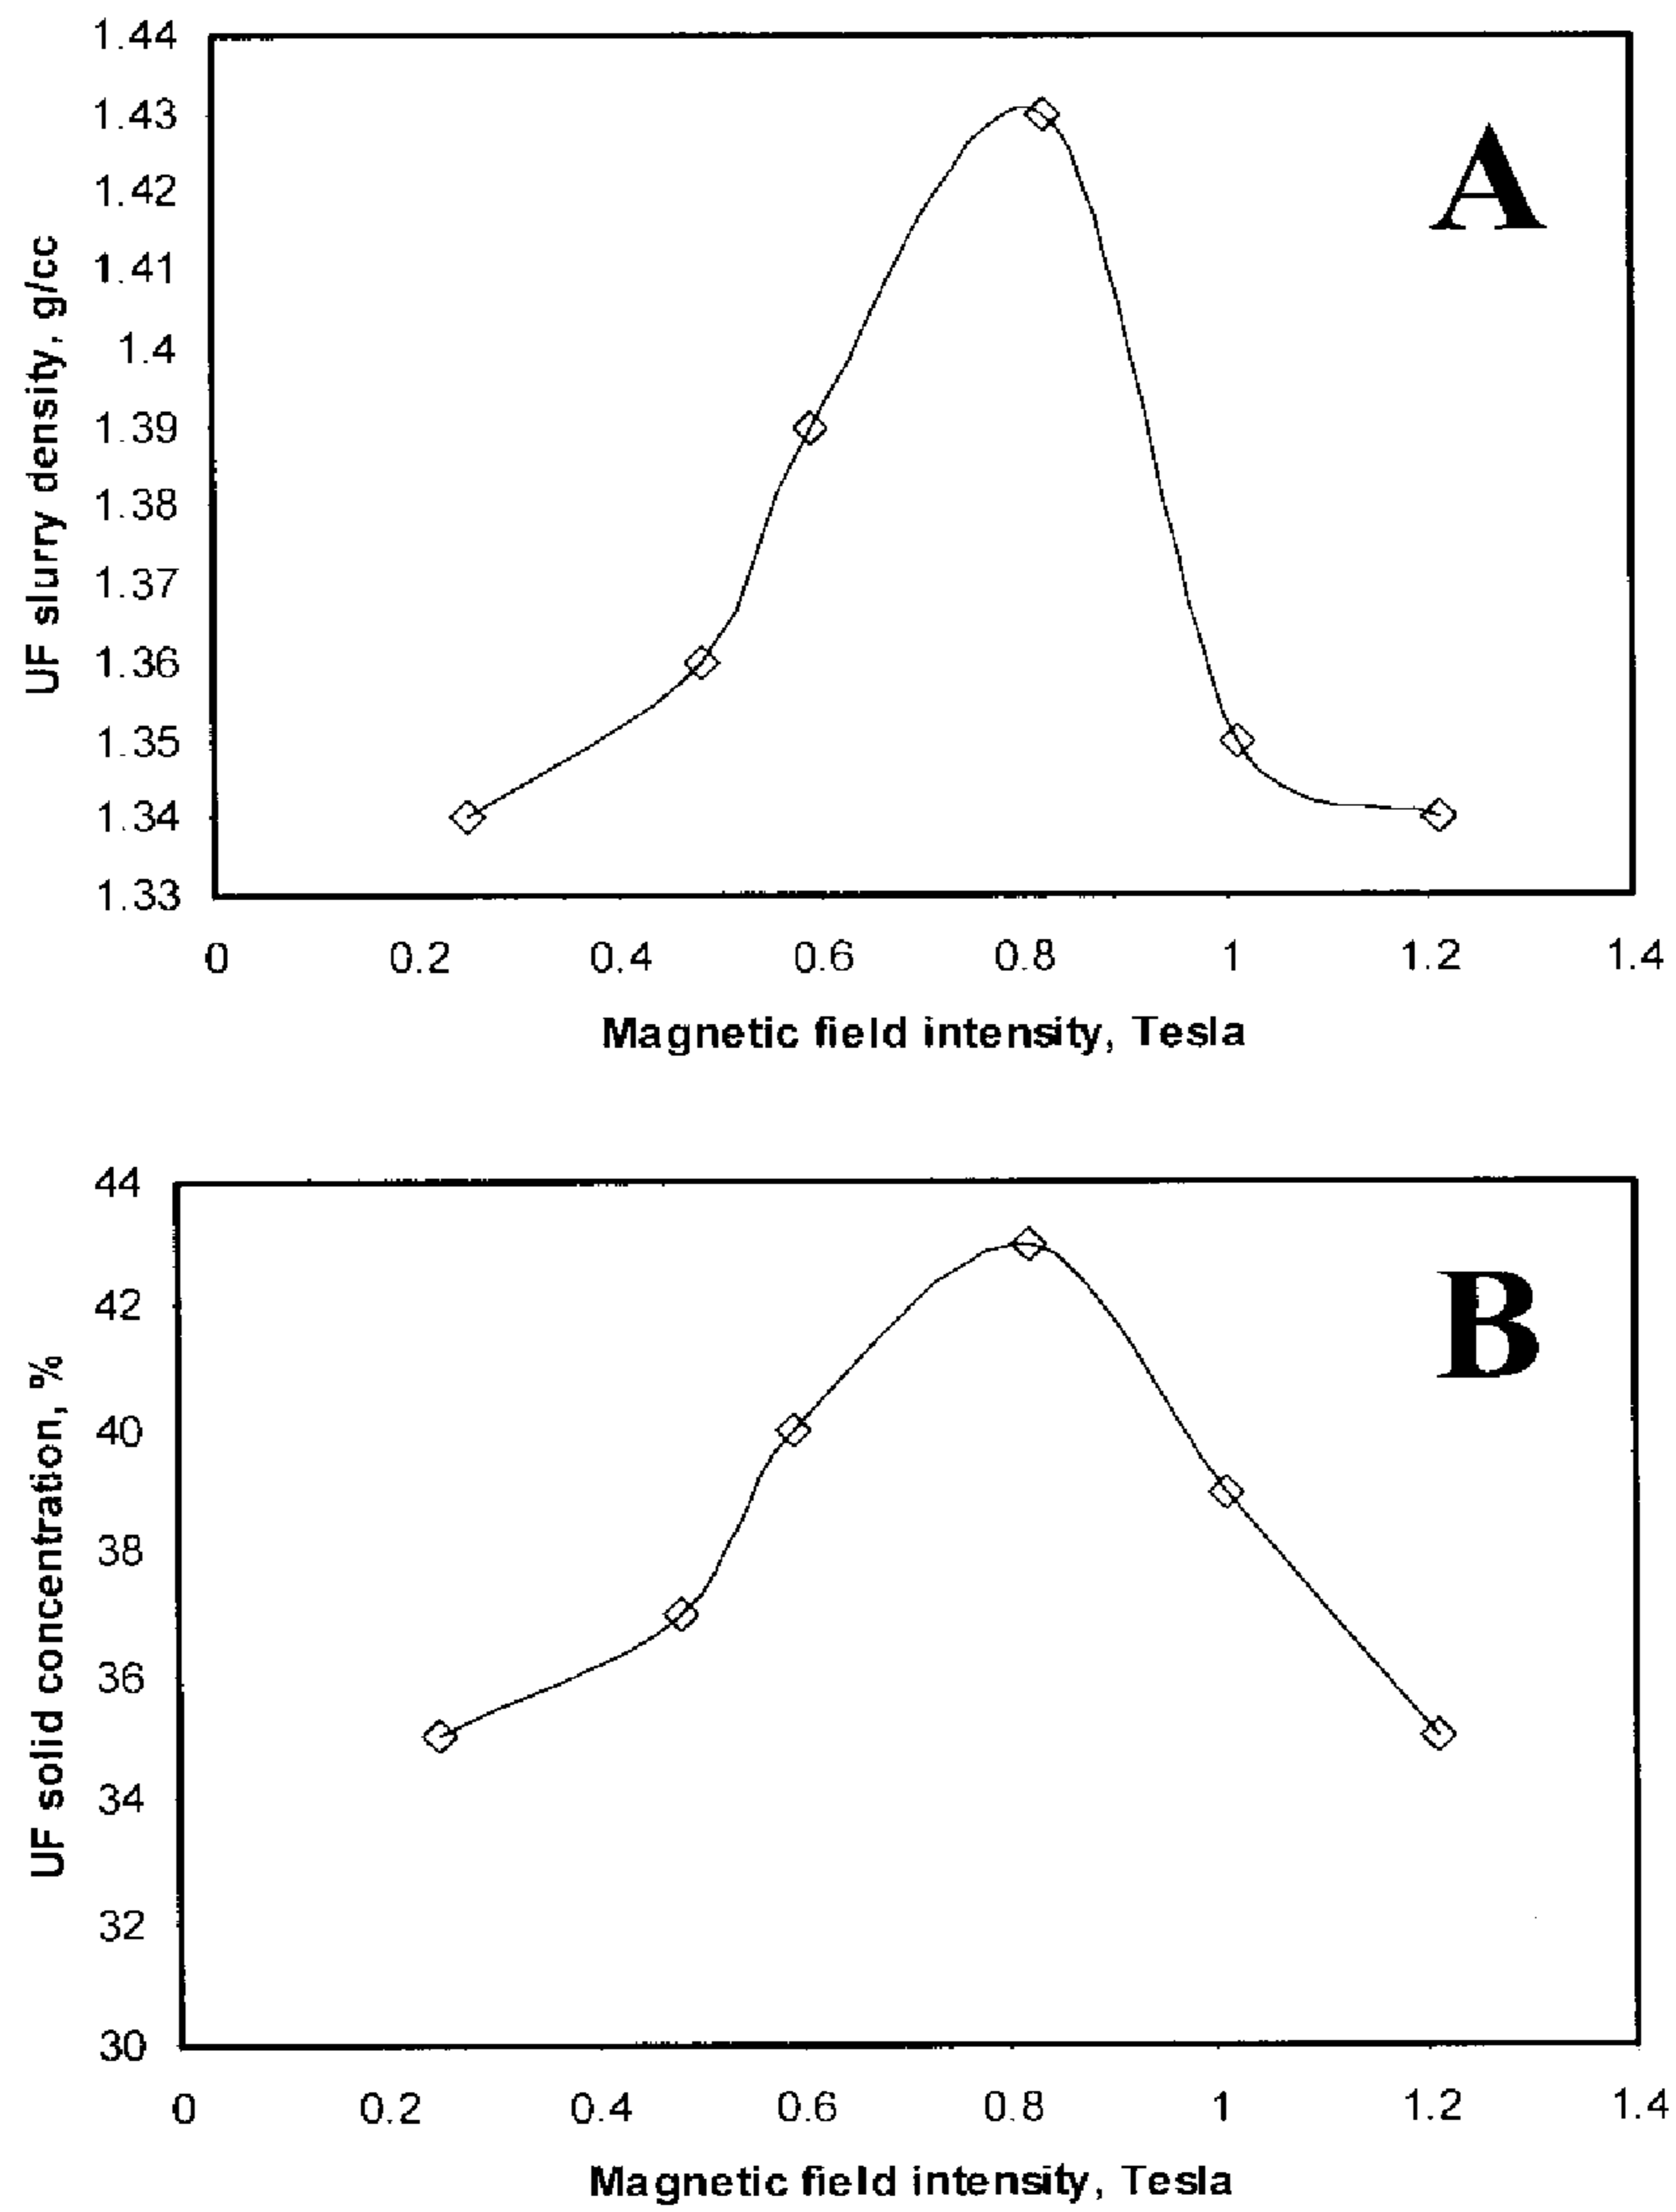 1.44
1.43
1.42
1.41
1.4
1.39
1.38
1.37
1.36
1.35
1.34
1.33
UF slurry density, g/cc
A
0 0.2 0.4 0.6 0.8 1 1.2 1.4
Magnetic field intensity, Tesla
44
42
40
38
36
34
32
30
UF solid concentration, %
B
0 0.2 0.4 0.6 0.8 1 1.2 1.4
Magnetic field intensity, Tesla